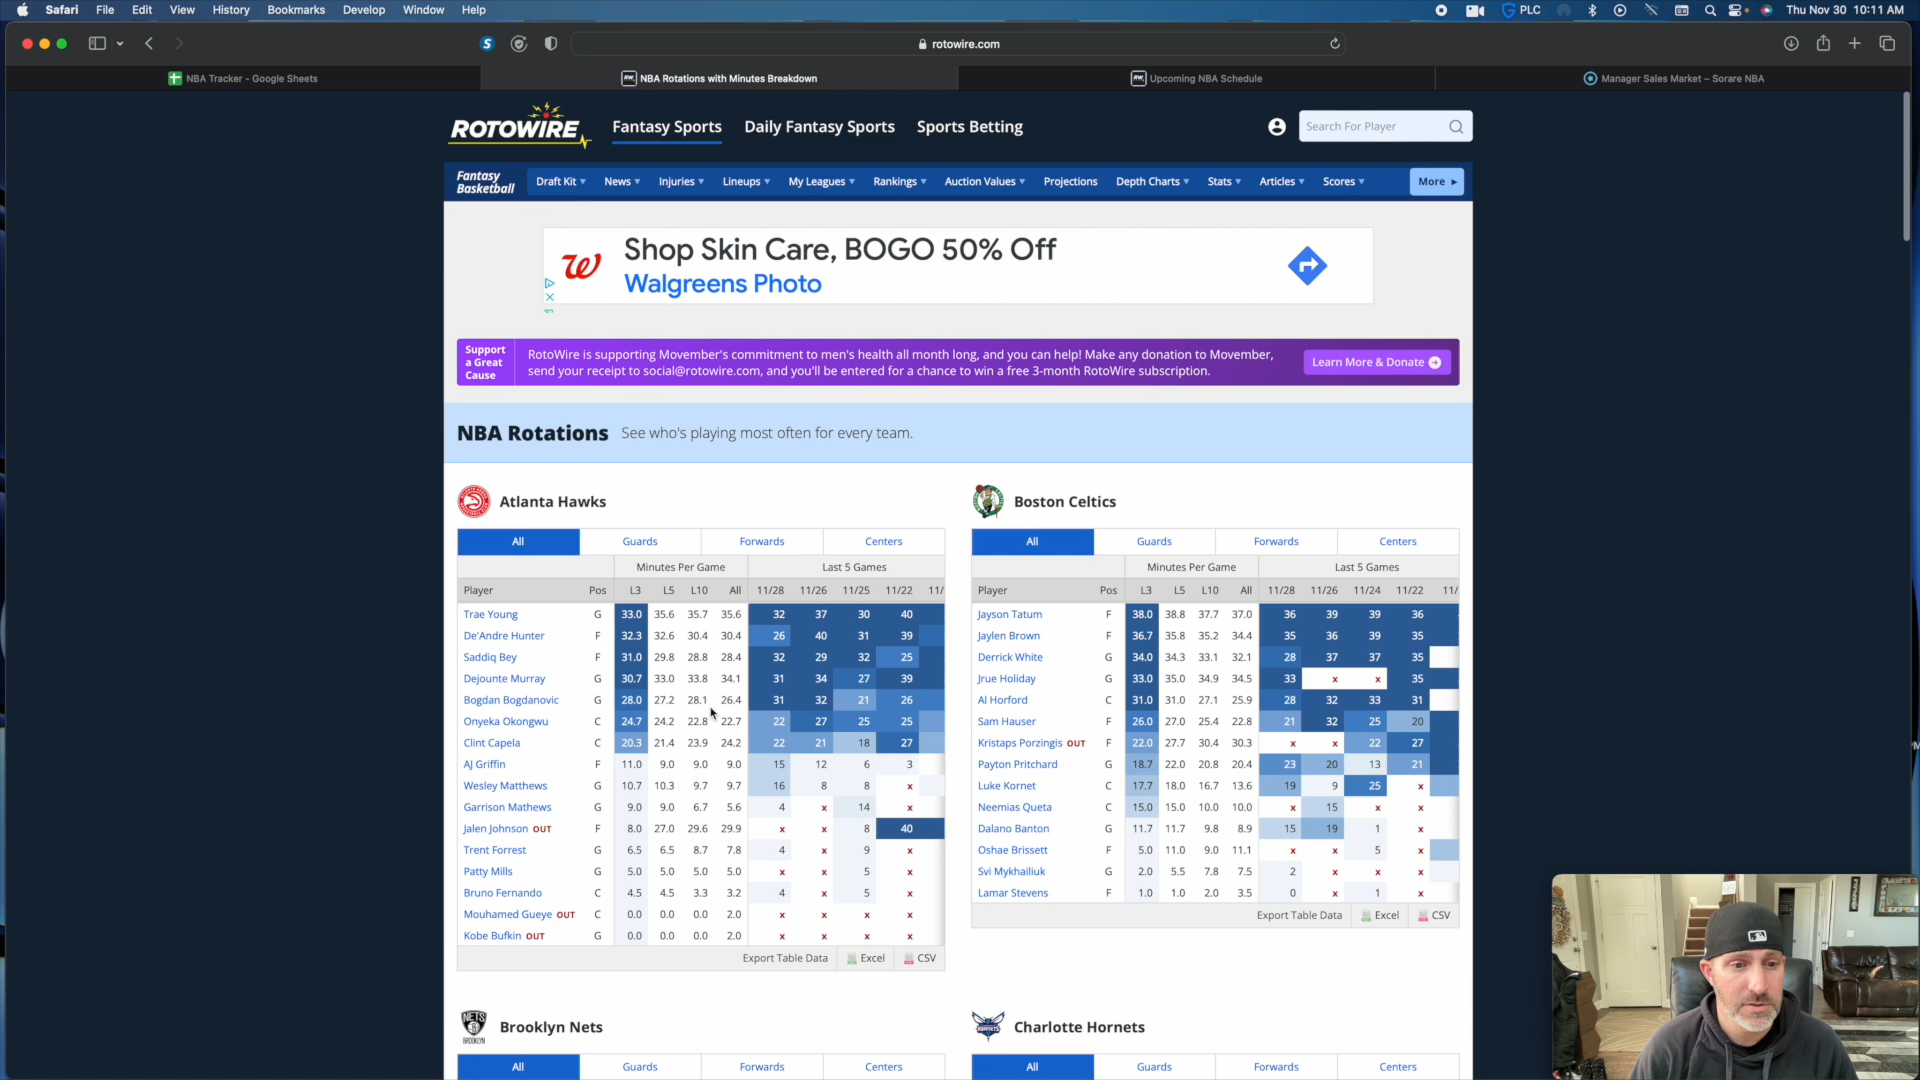 Safari File Edit View History Bookmarks Develop Window Help PLC Thu Nov 30 10:11 AM
rotowire.com
NBA Tracker - Google Sheets
NBA Rotations with Minutes Breakdown
Upcoming NBA Schedule
Manager Sales Market – Sorare NBA
ROTOWIRE
Fantasy Sports Daily Fantasy Sports Sports Betting
Search For Player
Fantasy Basketball
Draft Kit News Injuries Lineups My Leagues Rankings Auction Values Projections Depth Charts Stats Articles Scores More
Shop Skin Care, BOGO 50% Off
Walgreens Photo
Support a Great Cause
RotoWire is supporting Movember's commitment to men's health all month long, and you can help! Make any donation to Movember,
send your receipt to social@rotowire.com, and you'll be entered for a chance to win a free 3-month RotoWire subscription.
Learn More & Donate
NBA Rotations See who's playing most often for every team.
Atlanta Hawks
All Guards Forwards Centers
Minutes Per Game Last 5 Games
Player Pos L3 L5 L10 All 11/28 11/26 11/25 11/22 11/
Trae Young G 33.0 35.6 35.7 35.6 32 37 30 40
De'Andre Hunter F 32.3 32.6 30.4 30.4 26 40 31 39
Saddiq Bey F 31.0 29.8 28.8 28.4 32 29 32 25
Dejounte Murray G 30.7 33.0 33.8 34.1 31 34 27 39
Bogdan Bogdanovic G 28.0 27.2 28.1 26.4 31 32 21 26
Onyeka Okongwu C 24.7 24.2 22.8 22.7 22 27 25 25
Clint Capela C 20.3 21.4 23.9 24.2 22 21 18 27
AJ Griffin F 11.0 9.0 9.0 9.0 15 12 6 3
Wesley Matthews G 10.7 10.3 9.7 9.7 16 8 8 x
Garrison Mathews G 9.0 9.0 6.7 5.6 4 x 14 x
Jalen Johnson OUT F 8.0 27.0 29.6 29.9 x x 8 40
Trent Forrest G 6.5 6.5 8.7 7.8 4 x 9 x
Patty Mills G 5.0 5.0 5.0 5.0 x x 5 x
Bruno Fernando C 4.5 4.5 3.3 3.2 4 x 5 x
Mouhamed Gueye OUT C 0.0 0.0 0.0 2.0 x x x x
Kobe Bufkin OUT G 0.0 0.0 0.0 2.0 x x x x
Export Table Data Excel CSV
Boston Celtics
All Guards Forwards Centers
Minutes Per Game Last 5 Games
Player Pos L3 L5 L10 All 11/28 11/26 11/24 11/22 11/
Jayson Tatum F 38.0 38.8 37.7 37.0 36 39 39 36
Jaylen Brown F 36.7 35.8 35.2 34.4 35 36 39 35
Derrick White G 34.0 34.3 33.1 32.1 28 37 37 35
Jrue Holiday G 33.0 35.0 34.9 34.5 33 x x 35
Al Horford C 31.0 31.0 27.1 25.9 28 32 33 31
Sam Hauser F 26.0 27.0 25.4 22.8 21 32 25 20
Kristaps Porzingis OUT F 22.0 27.7 30.4 30.3 x x 22 27
Payton Pritchard G 18.7 22.0 20.8 20.4 23 20 13 21
Luke Kornet C 17.7 18.0 16.7 13.6 19 9 25 x
Neemias Queta C 15.0 15.0 10.0 10.0 x 15 x x
Dalano Banton G 11.7 11.7 9.8 8.9 15 19 1 x
Oshae Brissett F 5.0 11.0 9.0 11.1 x x 5 x
Svi Mykhailiuk G 2.0 5.5 7.8 7.5 2 x x x
Lamar Stevens F 1.0 1.0 2.0 3.5 0 x 1 x
Export Table Data Excel CSV
Brooklyn Nets
All Guards Forwards Centers
Charlotte Hornets
All Guards Forwards Centers